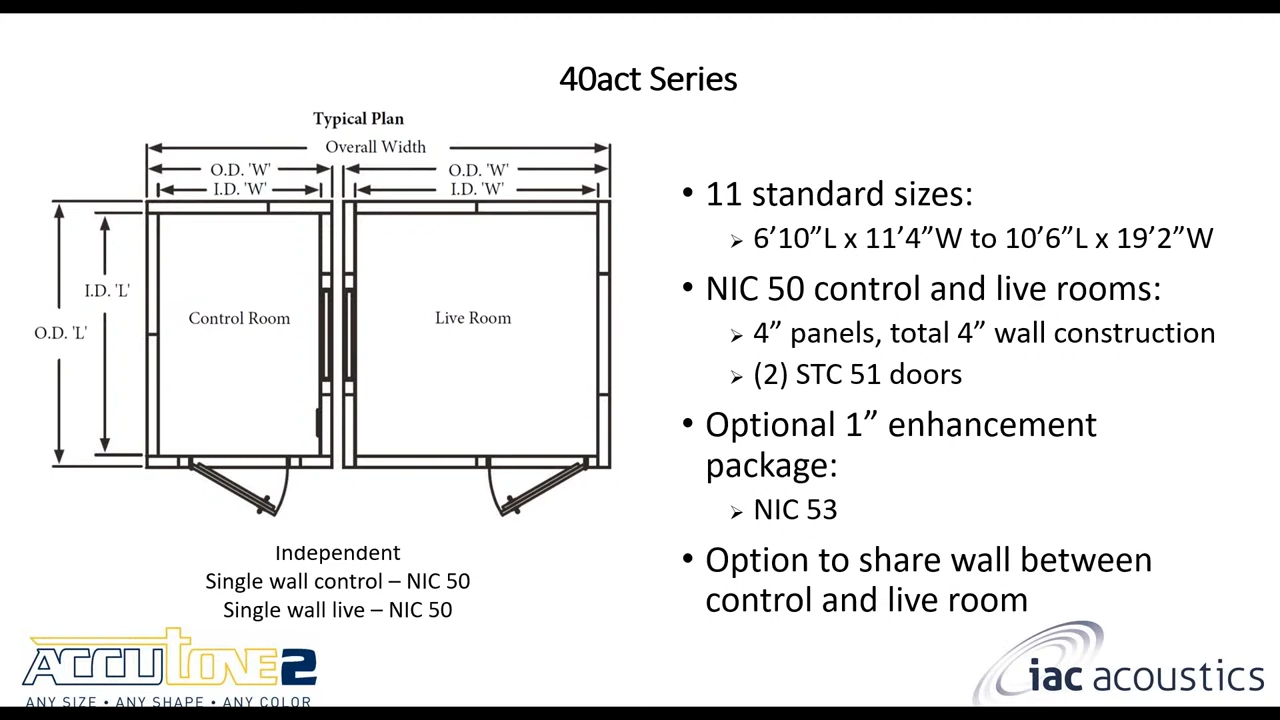 40act Series
Typical Plan
Overall Width
O.D. 'W'
O.D. 'W'
I.D. 'W'
I.D. 'W'
I.D. 'L'
O.D. 'L'
Control Room
Live Room
Independent
Single wall control – NIC 50
Single wall live – NIC 50
• 11 standard sizes:
➢ 6’10”L x 11’4”W to 10’6”L x 19’2”W
• NIC 50 control and live rooms:
➢ 4” panels, total 4” wall construction
➢ (2) STC 51 doors
• Optional 1” enhancement
package:
➢ NIC 53
• Option to share wall between
control and live room
ACCUTONE2
ANY SIZE • ANY SHAPE • ANY COLOR
iac acoustics